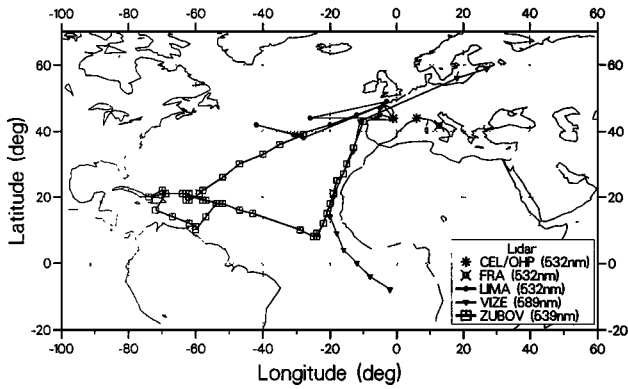 -100 -80 -60 -40 -20 0 20 40 60
60 60
40 40
20 20
0 0
-20 -20
-100 -80 -60 -40 -20 0 20 40 60
Latitude (deg)
Longitude (deg)
Lidar
CEL/OHP (532nm)
FRA (532nm)
LIMA (532nm)
VIZE (589nm)
ZUBOV (539nm)